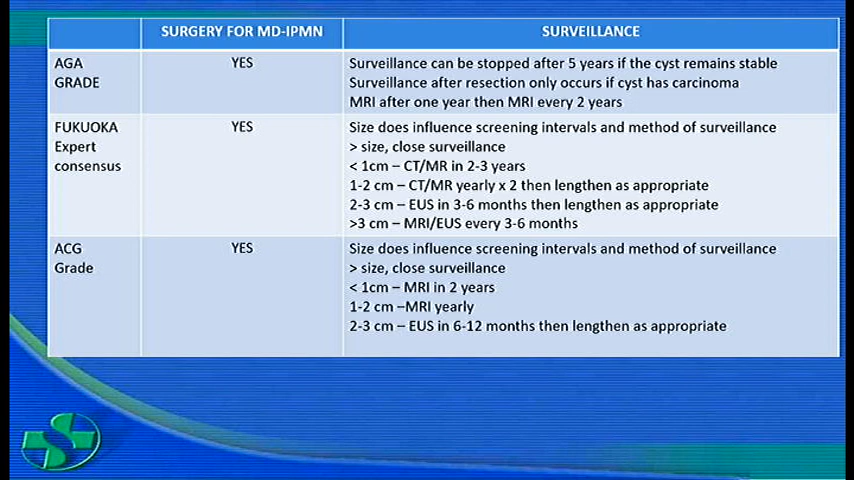 SURGERY FOR MD-IPMN
SURVEILLANCE
AGA
GRADE
YES
Surveillance can be stopped after 5 years if the cyst remains stable
Surveillance after resection only occurs if cyst has carcinoma
MRI after one year then MRI every 2 years
FUKUOKA
Expert
consensus
YES
Size does influence screening intervals and method of surveillance
> size, close surveillance
< 1cm – CT/MR in 2-3 years
1-2 cm – CT/MR yearly x 2 then lengthen as appropriate
2-3 cm – EUS in 3-6 months then lengthen as appropriate
>3 cm – MRI/EUS every 3-6 months
ACG
Grade
YES
Size does influence screening intervals and method of surveillance
> size, close surveillance
< 1cm – MRI in 2 years
1-2 cm –MRI yearly
2-3 cm – EUS in 6-12 months then lengthen as appropriate